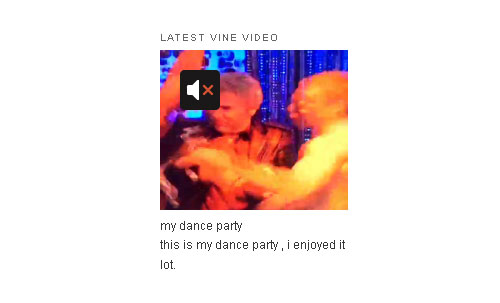 LATEST VINE VIDEO
my dance party
this is my dance party , i enjoyed it
lot.